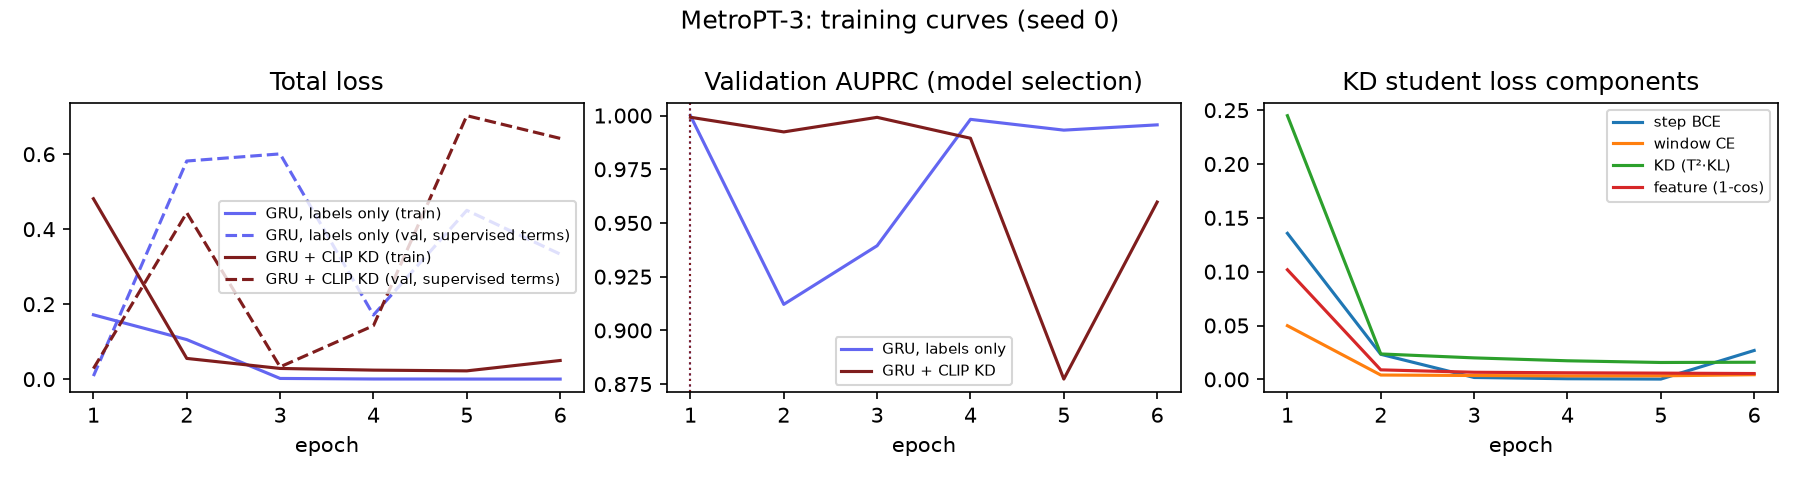 MetroPT-3: training curves (seed 0)
Total loss
0.6
0.4
0.2
0.0
GRU, labels only (train)
GRU, labels only (val, supervised terms)
GRU + CLIP KD (train)
GRU + CLIP KD (val, supervised terms)
1 2 3 4 5 6
epoch
Validation AUPRC (model selection)
1.000
0.975
0.950
0.925
0.900
0.875
GRU, labels only
GRU + CLIP KD
1 2 3 4 5 6
epoch
KD student loss components
0.25
0.20
0.15
0.10
0.05
0.00
step BCE
window CE
KD (T²·KL)
feature (1-cos)
1 2 3 4 5 6
epoch